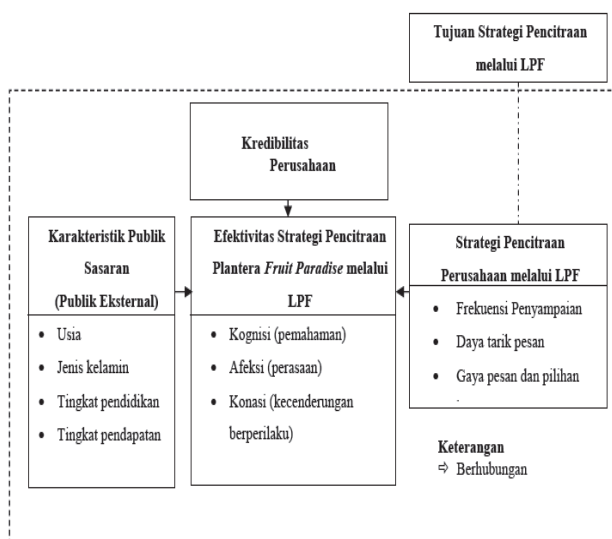 Tujuan Strategi Pencitraan
melalui LPF
Kredibilitas
Perusahaan
Karakteristik Publik
Sasaran
(Publik Eksternal)
• Usia
• Jenis kelamin
• Tingkat pendidikan
• Tingkat pendapatan
Efektivitas Strategi Pencitraan
Plantera Fruit Paradise melalui
LPF
• Kognisi (pemahaman)
• Afeksi (perasaan)
• Konasi (kecenderungan
berperilaku)
Strategi Pencitraan
Perusahaan melalui LPF
• Frekuensi Penyampaian
• Daya tarik pesan
• Gaya pesan dan pilihan
Keterangan
⇨ Berhubungan